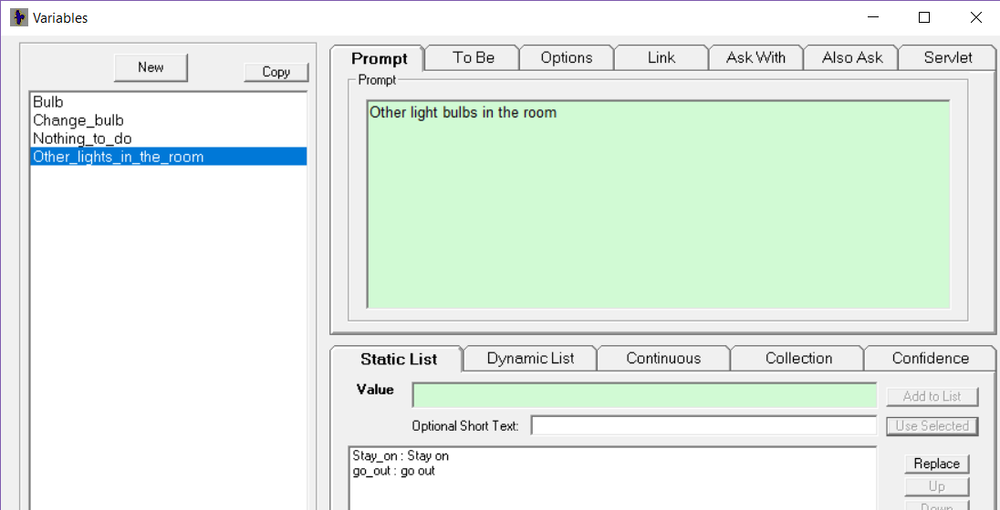 Variables
New
Copy
Bulb
Change_bulb
Nothing_to_do
Other_lights_in_the_room
Prompt To Be Options Link Ask With Also Ask Servlet
Prompt
Other light bulbs in the room
Static List Dynamic List Continuous Collection Confidence
Value
Add to List
Optional Short Text:
Use Selected
Stay_on : Stay on
go_out : go out
Replace
Up
Down